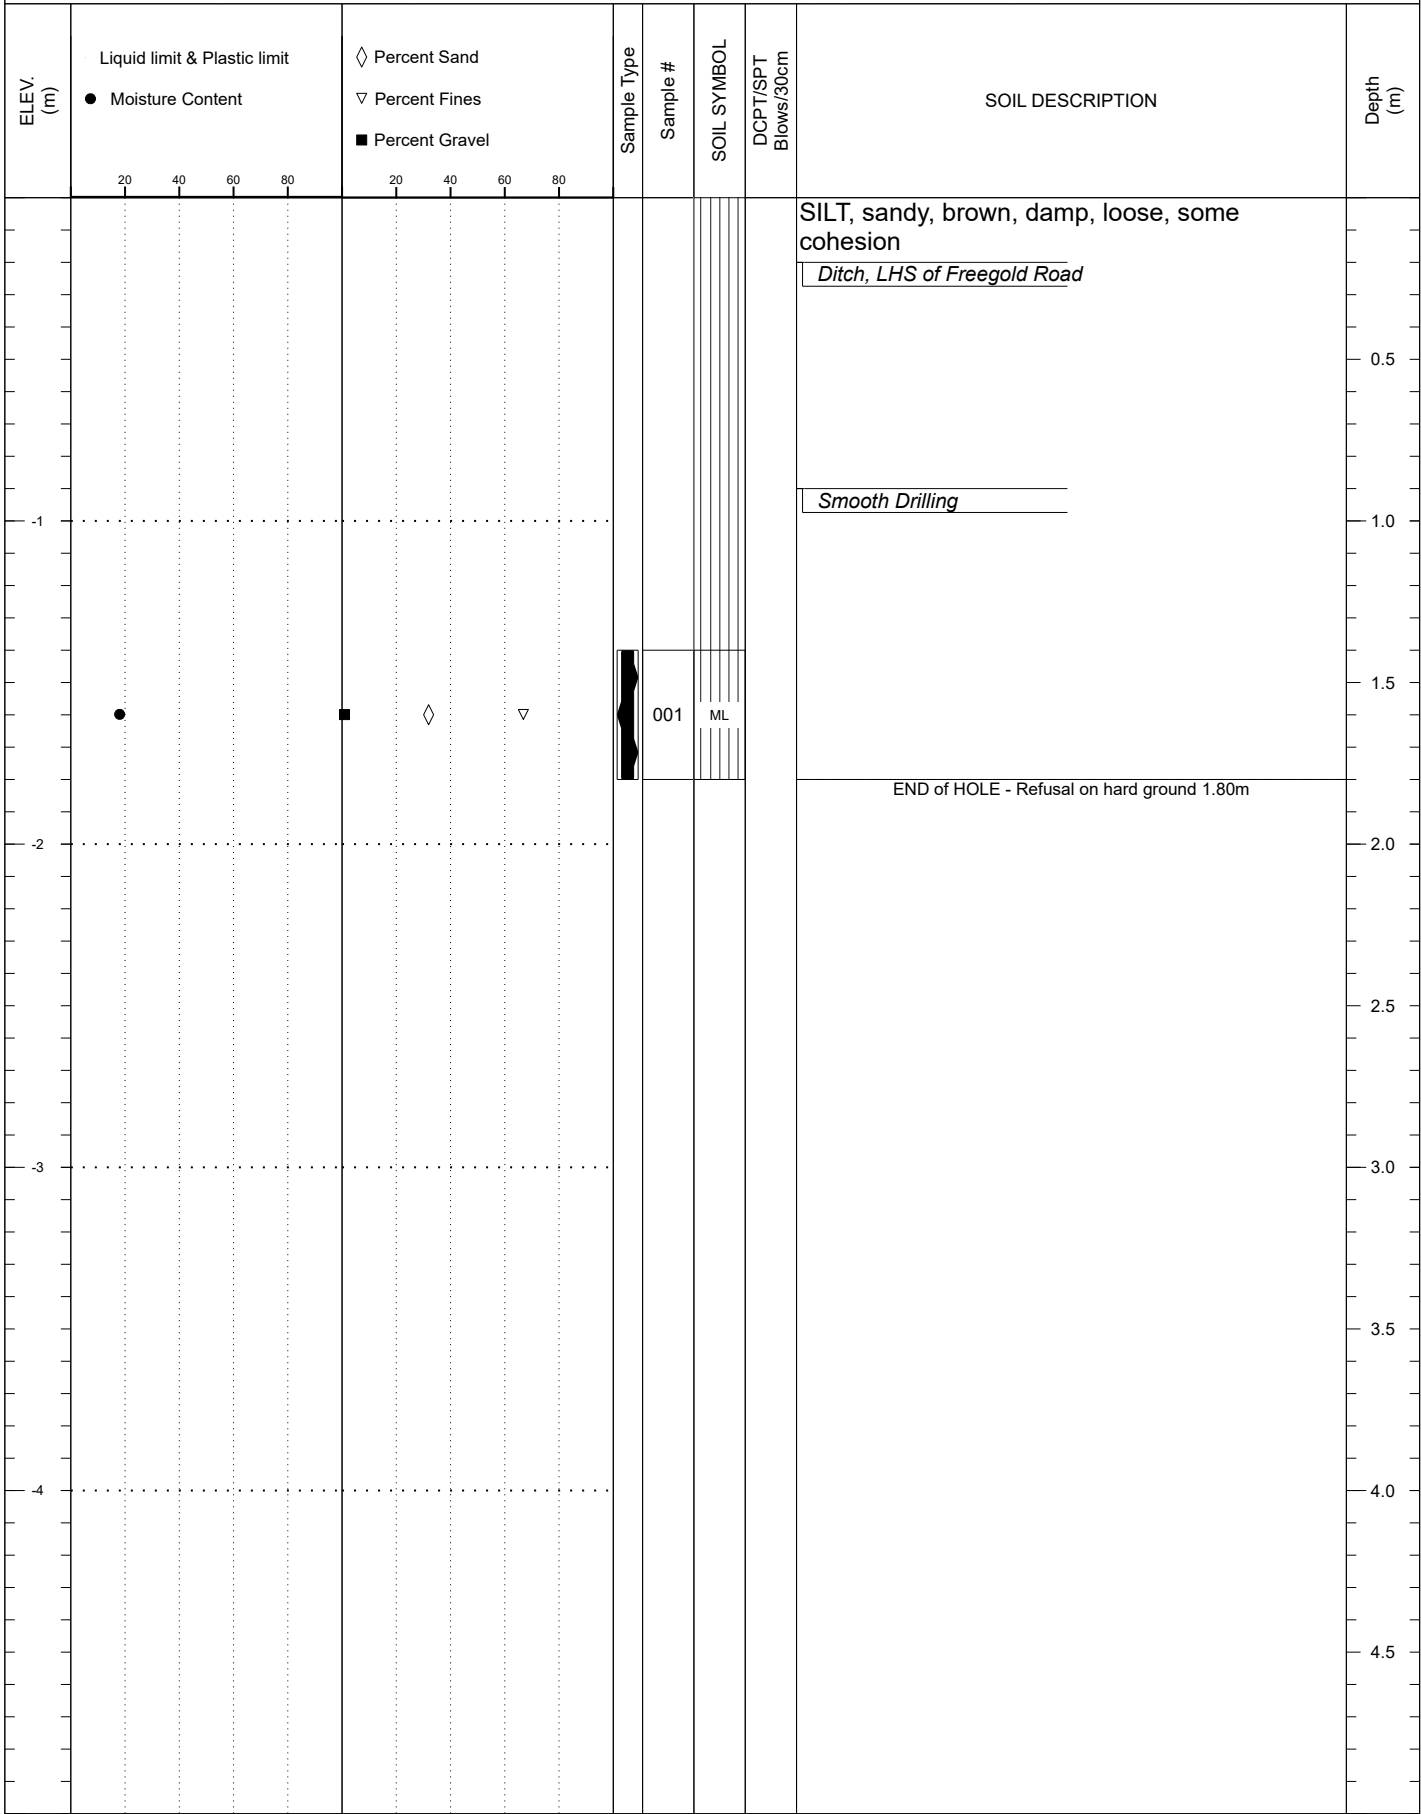 ELEV.
(m)
Liquid limit & Plastic limit
Moisture Content
20 40 60 80
Percent Sand
Percent Fines
Percent Gravel
20 40 60 80
Sample Type
Sample #
SOIL SYMBOL
DCPT/SPT
Blows/30cm
SOIL DESCRIPTION
Depth
(m)
SILT, sandy, brown, damp, loose, some
cohesion
Ditch, LHS of Freegold Road
0.5
Smooth Drilling
-1 1.0
1.5
001 ML
END of HOLE - Refusal on hard ground 1.80m
-2 2.0
2.5
-3 3.0
3.5
-4 4.0
4.5